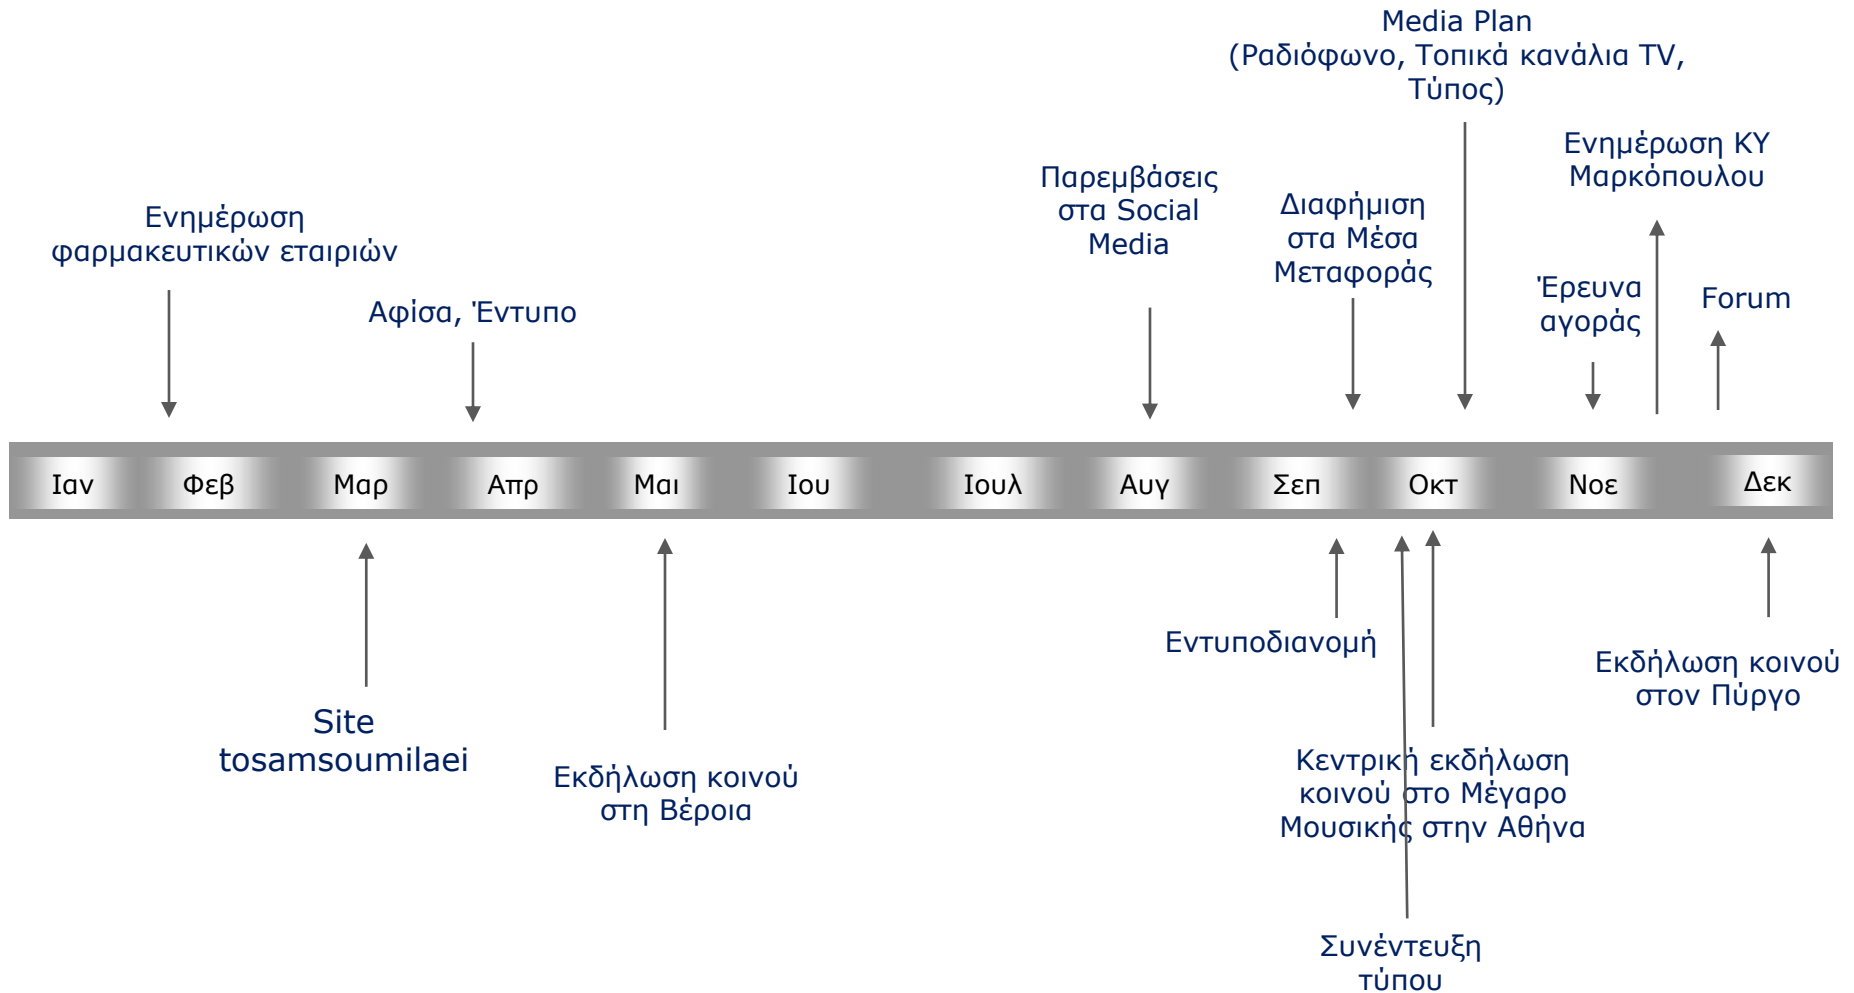 Media Plan
(Ραδιόφωνο, Τοπικά κανάλια TV,
Τύπος)
Ενημέρωση ΚΥ
Μαρκόπουλου
Παρεμβάσεις
στα Social
Media
Διαφήμιση
στα Μέσα
Μεταφοράς
Ενημέρωση
φαρμακευτικών εταιριών
Έρευνα
αγοράς
Forum
Αφίσα, Έντυπο
Ιαν Φεβ Μαρ Απρ Μαι Ιου Ιουλ Αυγ Σεπ Οκτ Νοε Δεκ
Εντυποδιανομή
Εκδήλωση κοινού
στον Πύργο
Site
tosamsoumilaei
Εκδήλωση κοινού
στη Βέροια
Κεντρική εκδήλωση
κοινού στο Μέγαρο
Μουσικής στην Αθήνα
Συνέντευξη
τύπου